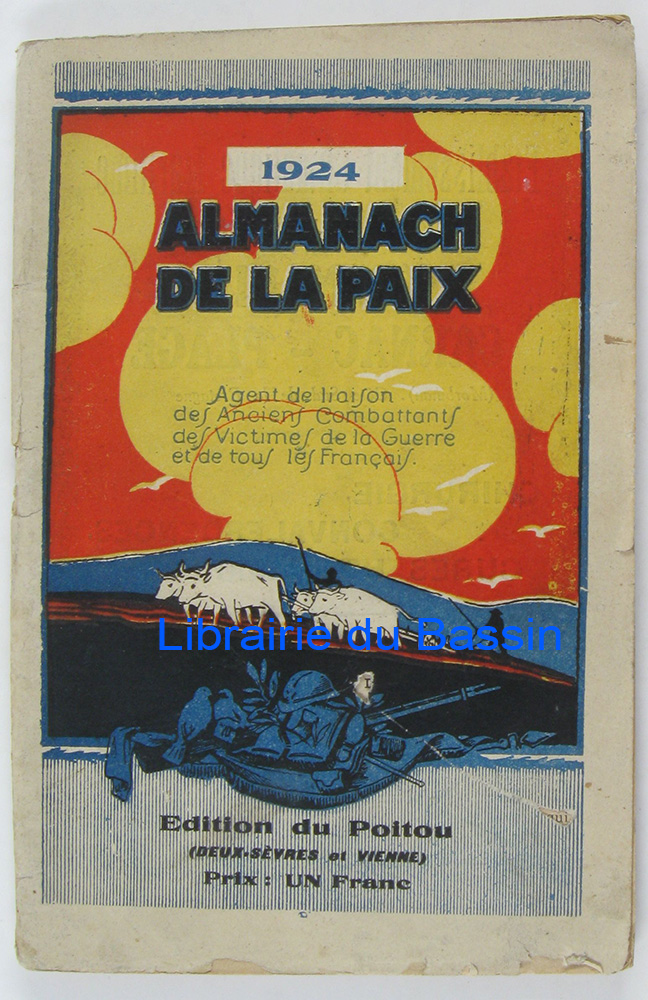 1924
ALMANACH
DE LA PAIX
Agent de liaison
des Anciens Combattants
des Victimes de la Guerre
et de tous les Français.
Librairie du Bassin
Edition du Poitou
(DEUX-SÈVRES et VIENNE)
Prix : UN Franc